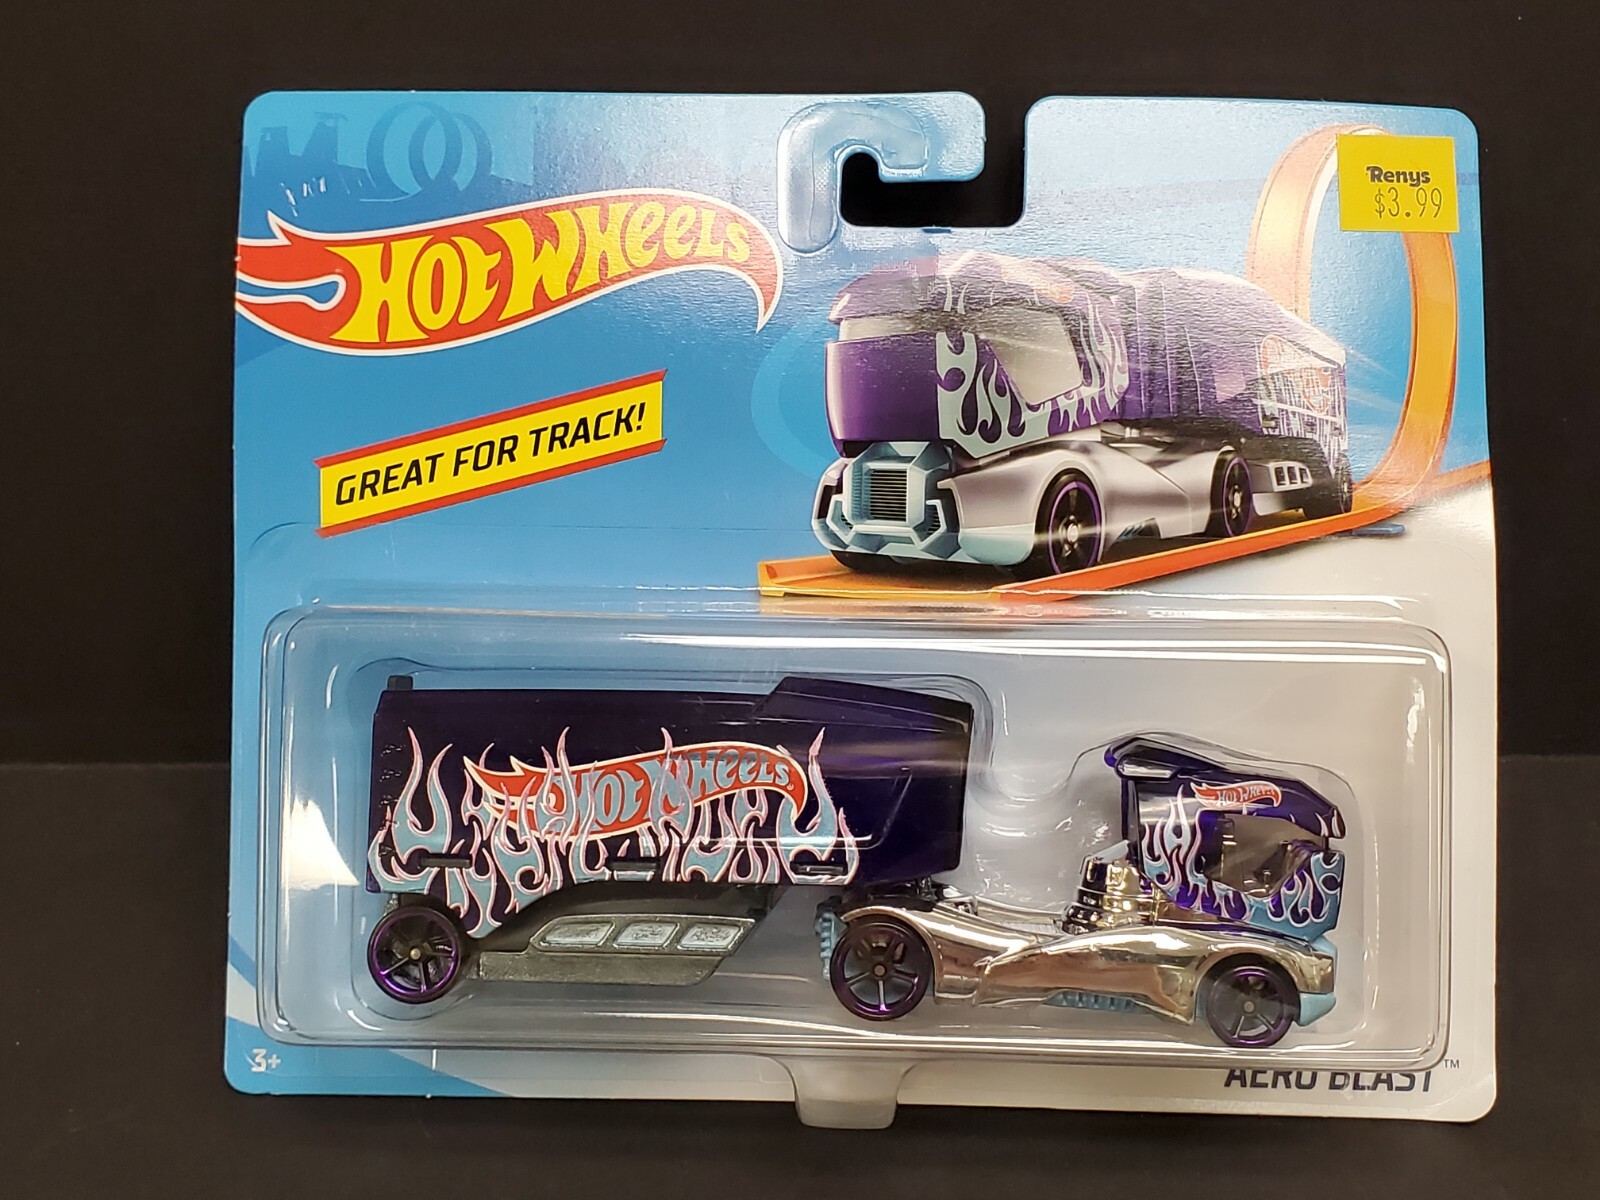 Renys
$3.99
HOT WHEELS
GREAT FOR TRACK!
HOT WHEELS
HOT WHEELS
3+
AERO BLAST™